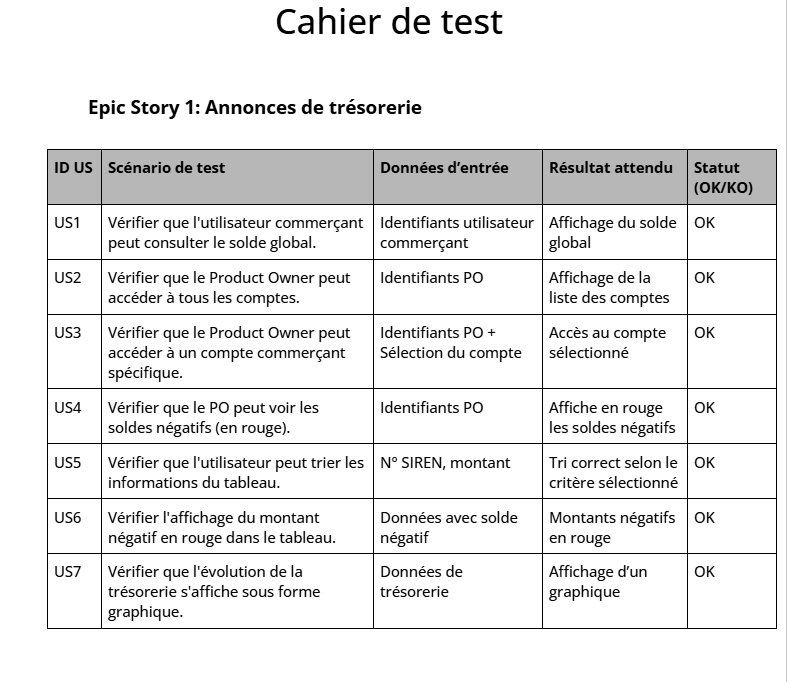 Cahier de test
Epic Story 1: Annonces de trésorerie
ID US Scénario de test Données d’entrée Résultat attendu Statut
(OK/KO)
US1 Vérifier que l'utilisateur commerçant Identifiants utilisateur Affichage du solde OK
peut consulter le solde global. commerçant global
US2 Vérifier que le Product Owner peut Identifiants PO Affichage de la OK
accéder à tous les comptes. liste des comptes
US3 Vérifier que le Product Owner peut Identifiants PO + Accès au compte OK
accéder à un compte commerçant Sélection du compte sélectionné
spécifique.
US4 Vérifier que le PO peut voir les Identifiants PO Affiche en rouge OK
soldes négatifs (en rouge). les soldes négatifs
US5 Vérifier que l'utilisateur peut trier les N° SIREN, montant Tri correct selon le OK
informations du tableau. critère sélectionné
US6 Vérifier l'affichage du montant Données avec solde Montants négatifs OK
négatif en rouge dans le tableau. négatif en rouge
US7 Vérifier que l'évolution de la Données de Affichage d’un OK
trésorerie s'affiche sous forme trésorerie graphique
graphique.